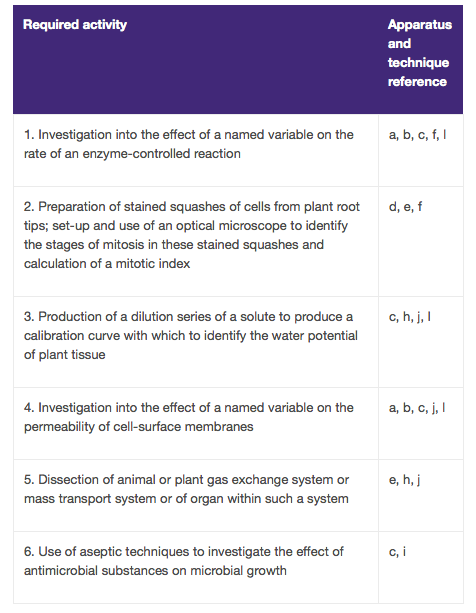 Required activity
Apparatus
and
technique
reference
1. Investigation into the effect of a named variable on the
rate of an enzyme-controlled reaction
a, b, c, f, l
2. Preparation of stained squashes of cells from plant root
tips; set-up and use of an optical microscope to identify
the stages of mitosis in these stained squashes and
calculation of a mitotic index
d, e, f
3. Production of a dilution series of a solute to produce a
calibration curve with which to identify the water potential
of plant tissue
c, h, j, l
4. Investigation into the effect of a named variable on the
permeability of cell-surface membranes
a, b, c, j, l
5. Dissection of animal or plant gas exchange system or
mass transport system or of organ within such a system
e, h, j
6. Use of aseptic techniques to investigate the effect of
antimicrobial substances on microbial growth
c, i